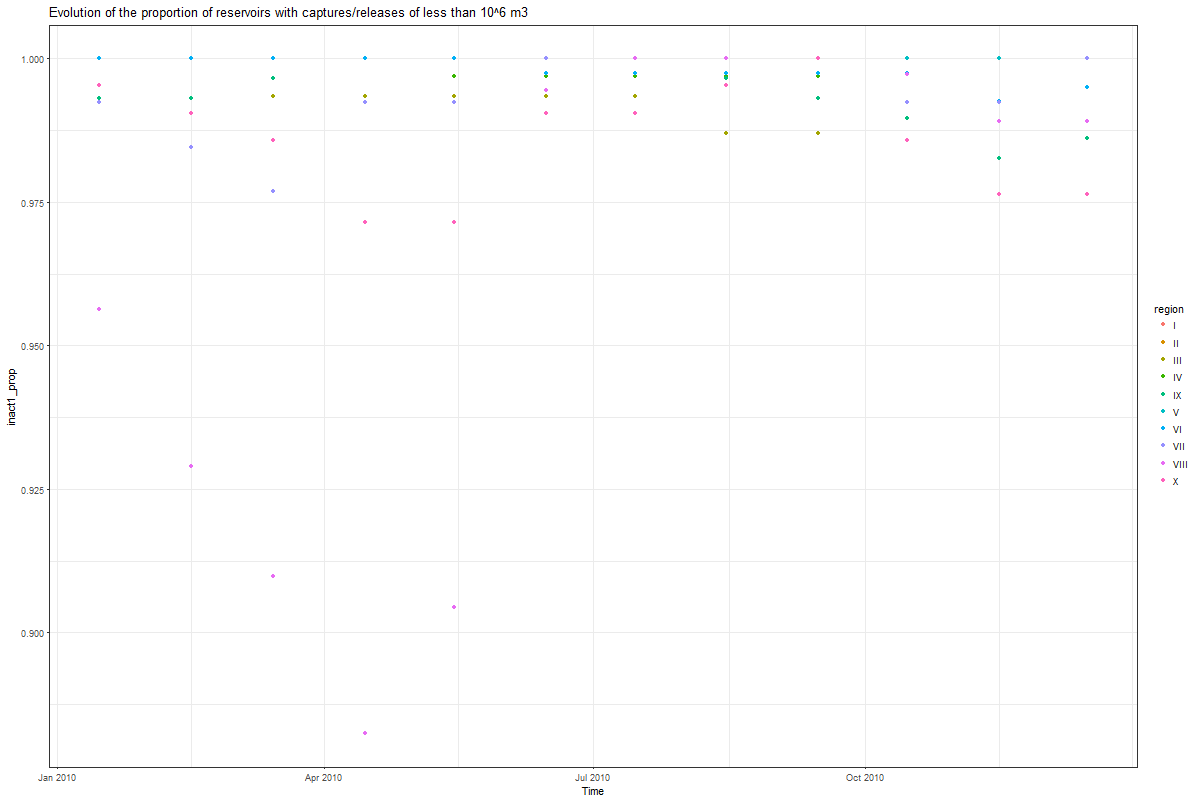 Evolution of the proportion of reservoirs with captures/releases of less than 10^6 m3
1.000
0.975
0.950
0.925
0.900
inact1_prop
Jan 2010
Apr 2010
Jul 2010
Oct 2010
Time
region
I
II
III
IV
IX
V
VI
VII
VIII
X